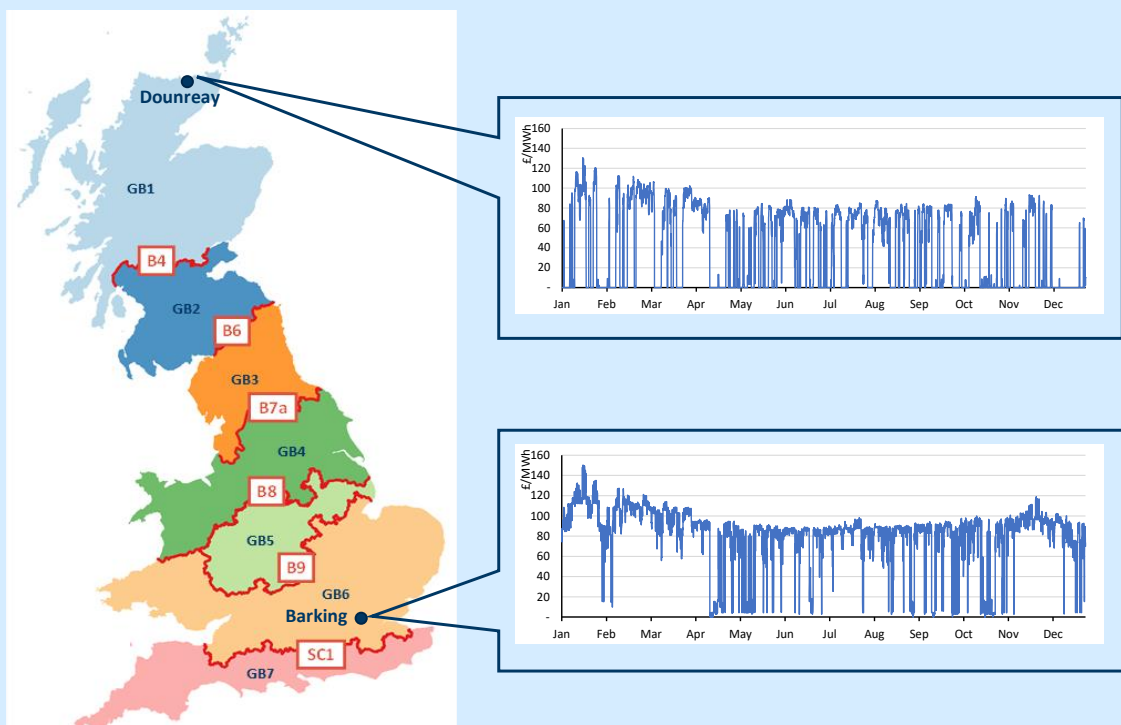 Dounreay
GB1
B4
GB2
B6
GB3
B7a
GB4
B8
GB5
B9
GB6
Barking
SC1
GB7
£/MWh
160
140
120
100
80
60
40
20
-
Jan Feb Mar Apr May Jun Jul Aug Sep Oct Nov Dec
£/MWh
160
140
120
100
80
60
40
20
-
Jan Feb Mar Apr May Jun Jul Aug Sep Oct Nov Dec